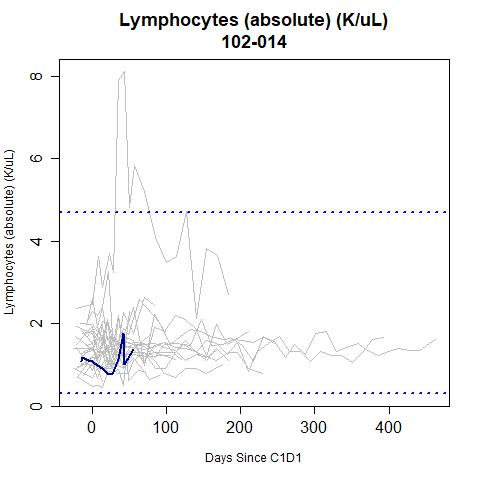 Lymphocytes (absolute) (K/uL)
102-014
Lymphocytes (absolute) (K/uL)
8
6
4
2
0
0 100 200 300 400
Days Since C1D1